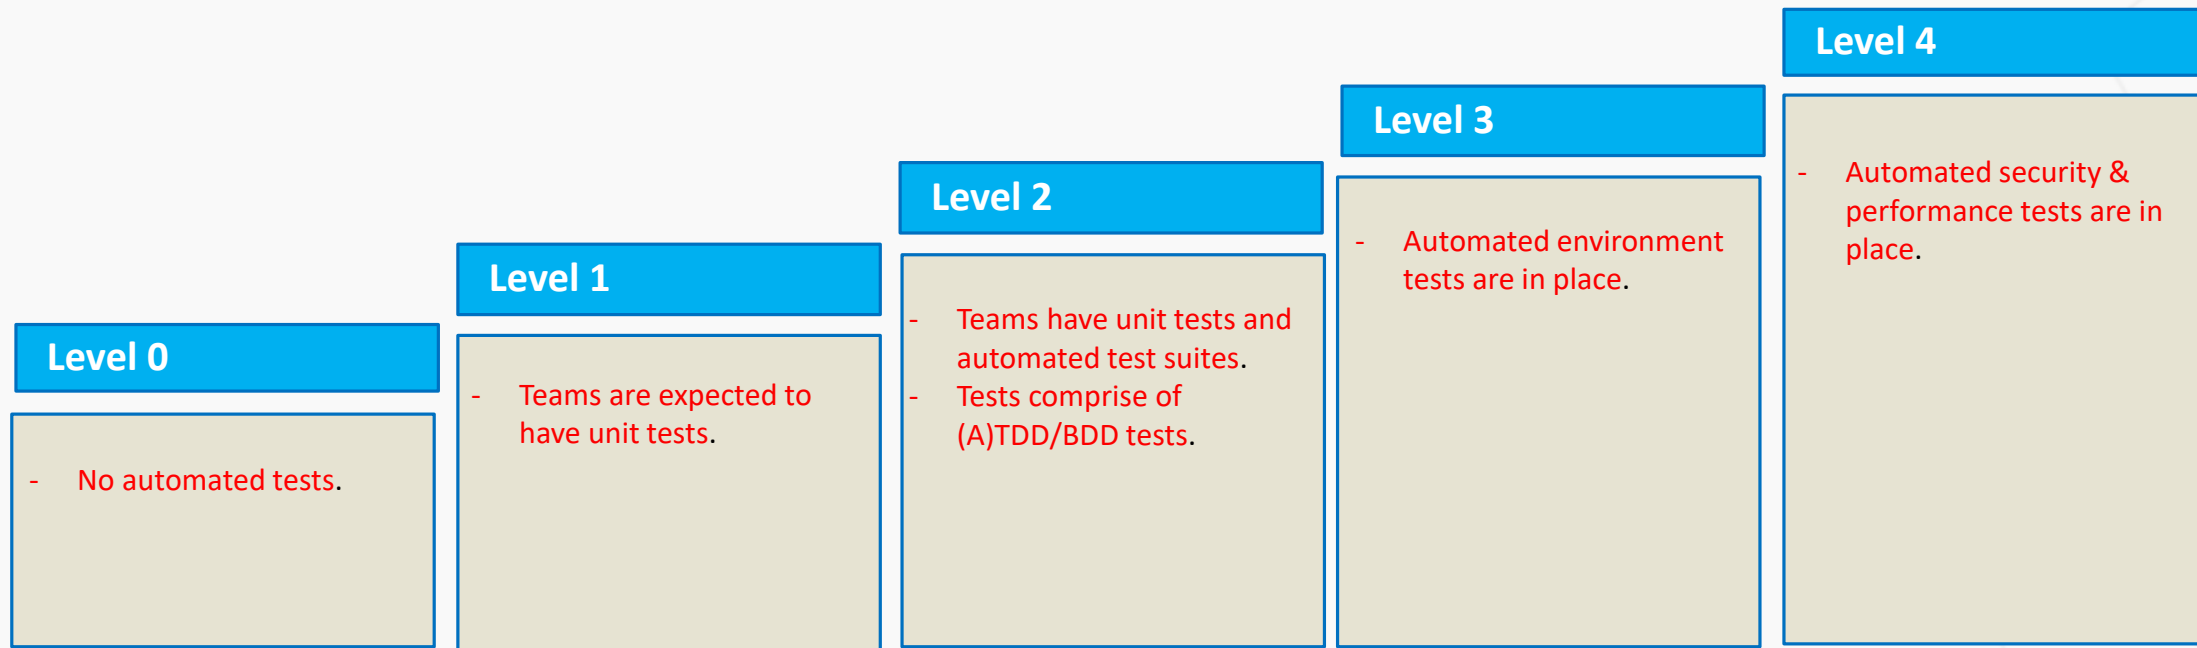 Level 0
- No automated tests.
Level 1
- Teams are expected to
have unit tests.
Level 2
- Teams have unit tests and
automated test suites.
- Tests comprise of
(A)TDD/BDD tests.
Level 3
- Automated environment
tests are in place.
Level 4
- Automated security &
performance tests are in
place.